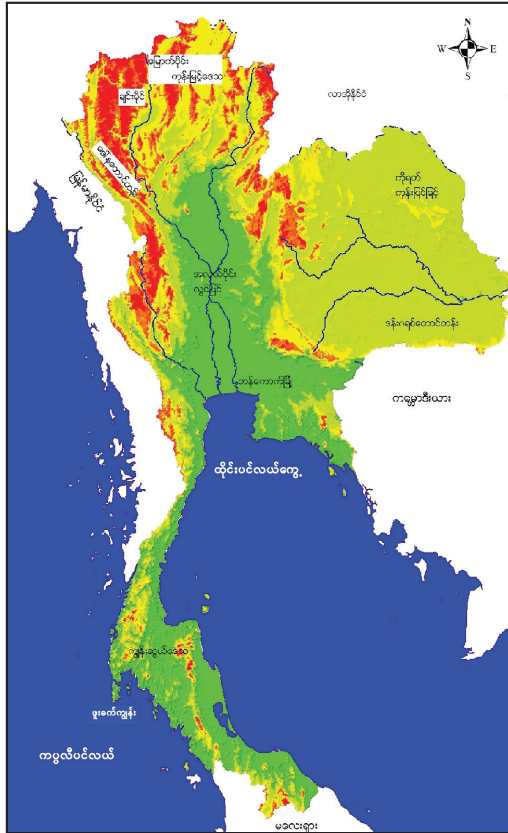 N
W E
S
မြောက်ပိုင်း
ကုန်းမြင့်ဒေသ
ချင်းမိုင်
လာအိုနိုင်ငံ
မြန်မာနိုင်ငံ
ကိုရတ်
ကုန်းပြင်မြင့်
အလယ်ပိုင်း
လွင်ပြင်
ဒန်းဂရပ်တောင်တန်း
ဘန်ကောက်မြို့
ကမ္ဘောဒီးယား
ထိုင်းပင်လယ်ကွေ့
ကျွန်းဆွယ်ဒေသ
ဖူးခက်ကျွန်း
ကပ္ပလီပင်လယ်
မလေးရှား